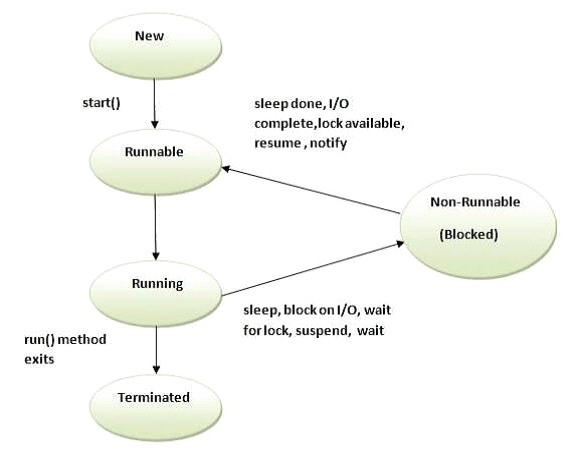 New
start()
sleep done, I/O
complete,lock available,
resume , notify
Runnable
Non-Runnable
(Blocked)
Running
sleep, block on I/O, wait
for lock, suspend, wait
run() method
exits
Terminated